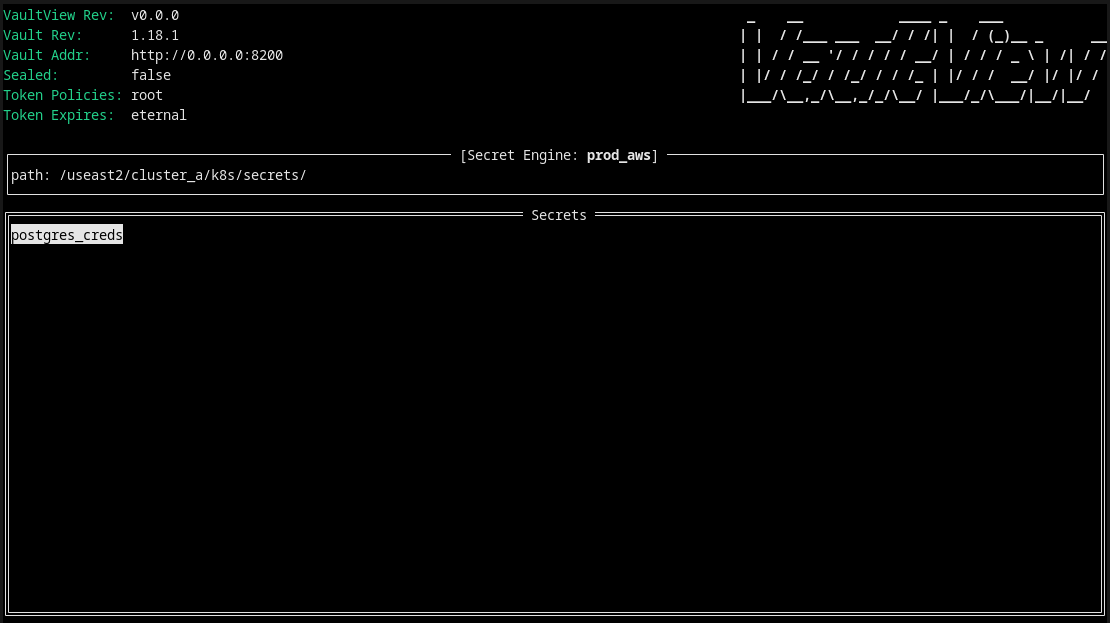 VaultView Rev: v0.0.0
Vault Rev: 1.18.1
Vault Addr: http://0.0.0.0:8200
Sealed: false
Token Policies: root
Token Expires: eternal
VaultView
[Secret Engine: prod_aws]
path: /useast2/cluster_a/k8s/secrets/
Secrets
postgres_creds